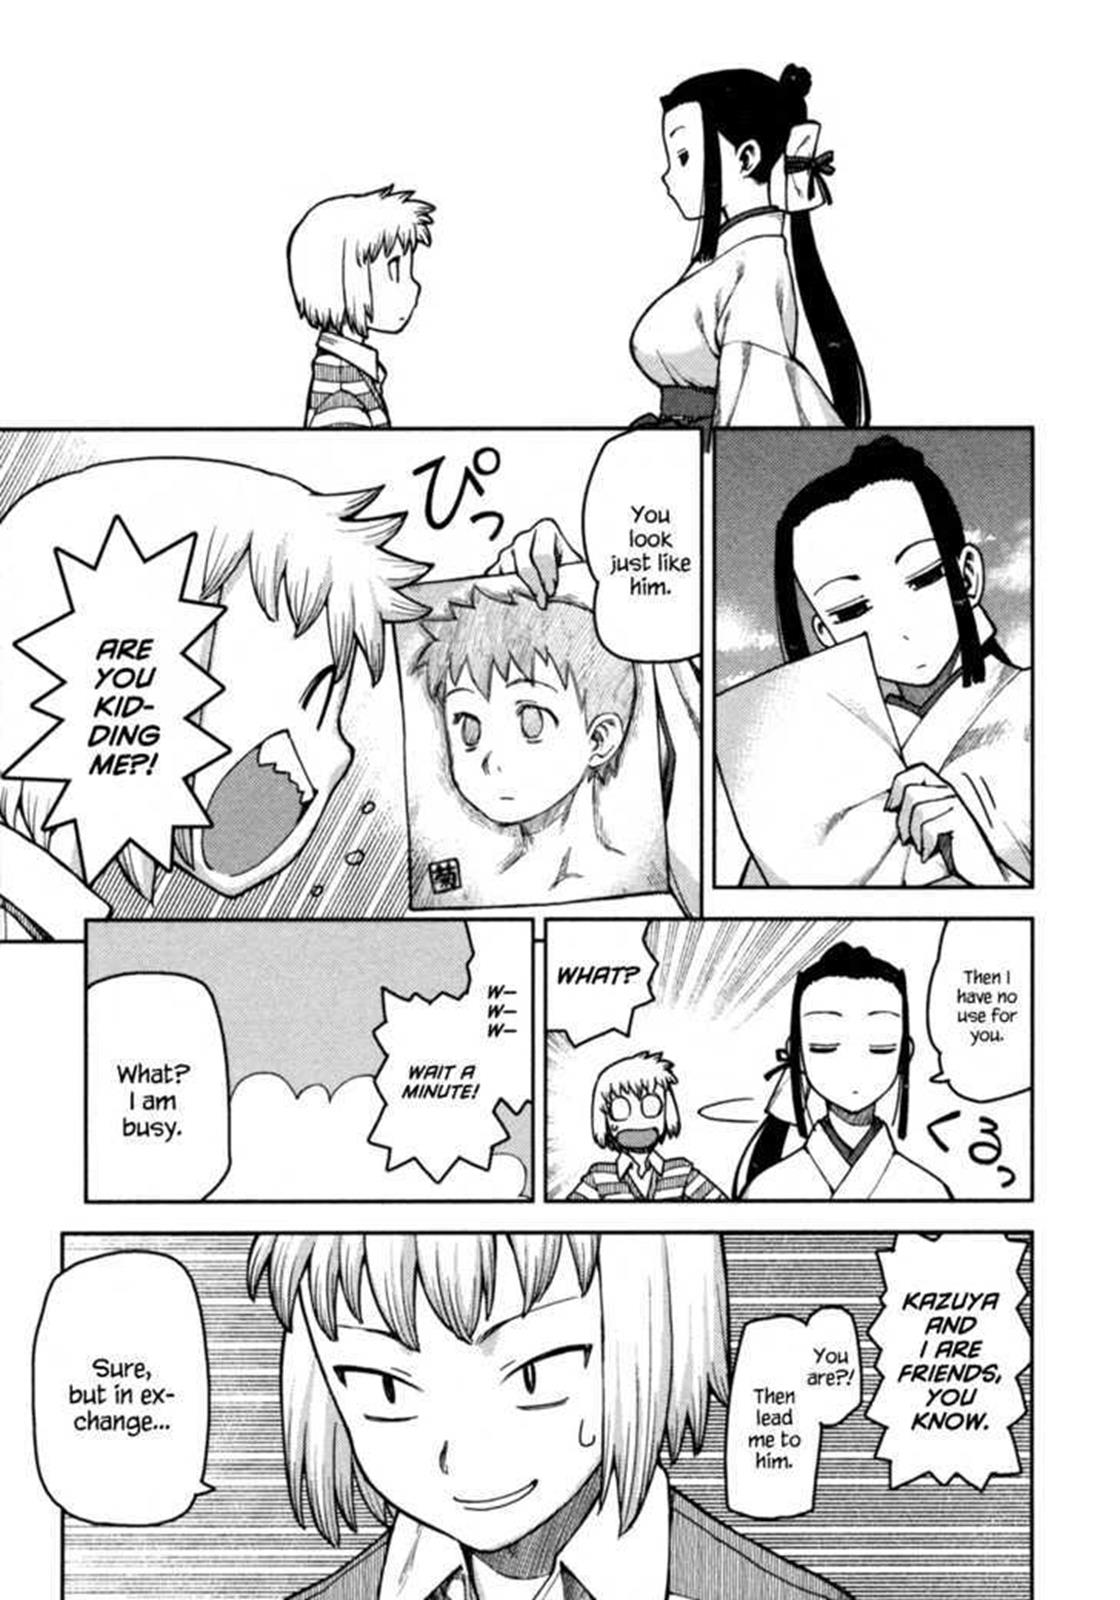 You
look
just like
him.
ぴっ
ARE
YOU
KID-
DING
ME?!
菊
Then I
have no
use for
you.
くるっ
WHAT?
W-
W-
W-
WAIT A
MINUTE!
What?
I am
busy.
KAZUYA
AND
I ARE
FRIENDS,
YOU
KNOW.
You
are?!
Then
lead
me to
him.
Sure,
but in ex-
change...